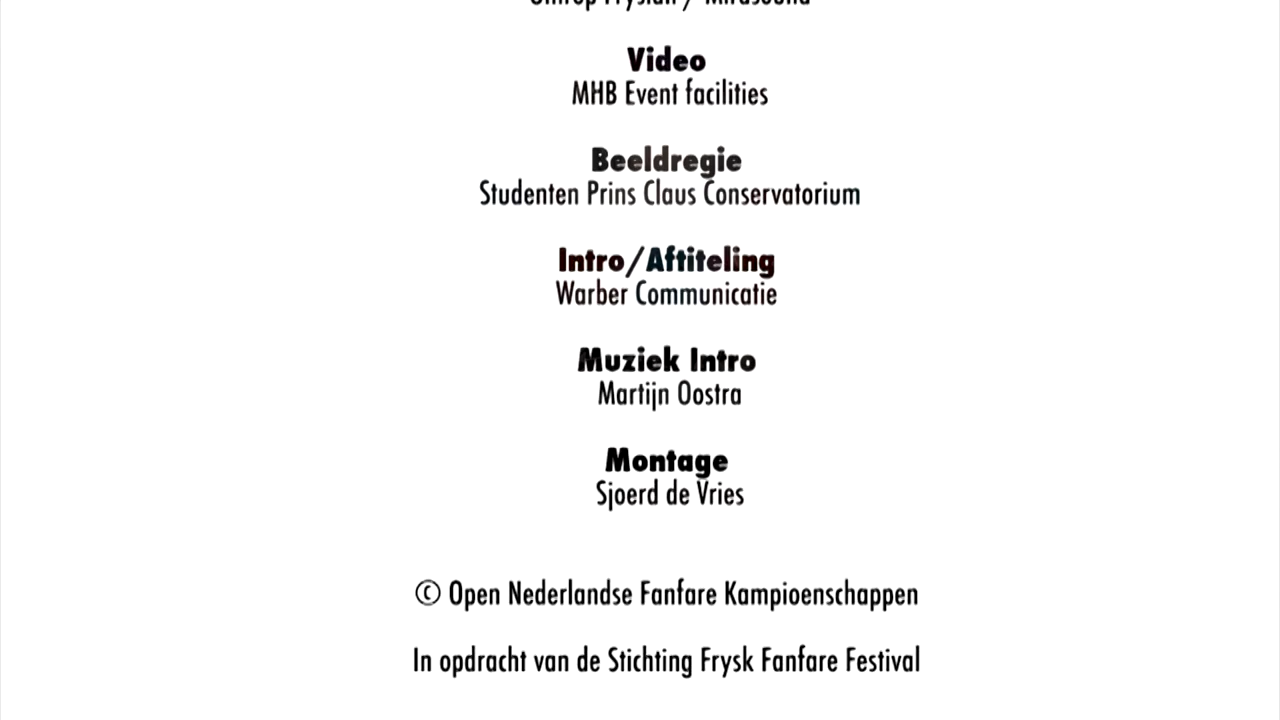 Video
MHB Event facilities
Beeldregie
Studenten Prins Claus Conservatorium
Intro/Aftiteling
Warber Communicatie
Muziek Intro
Martijn Oostra
Montage
Sjoerd de Vries
© Open Nederlandse Fanfare Kampioenschappen
In opdracht van de Stichting Frysk Fanfare Festival